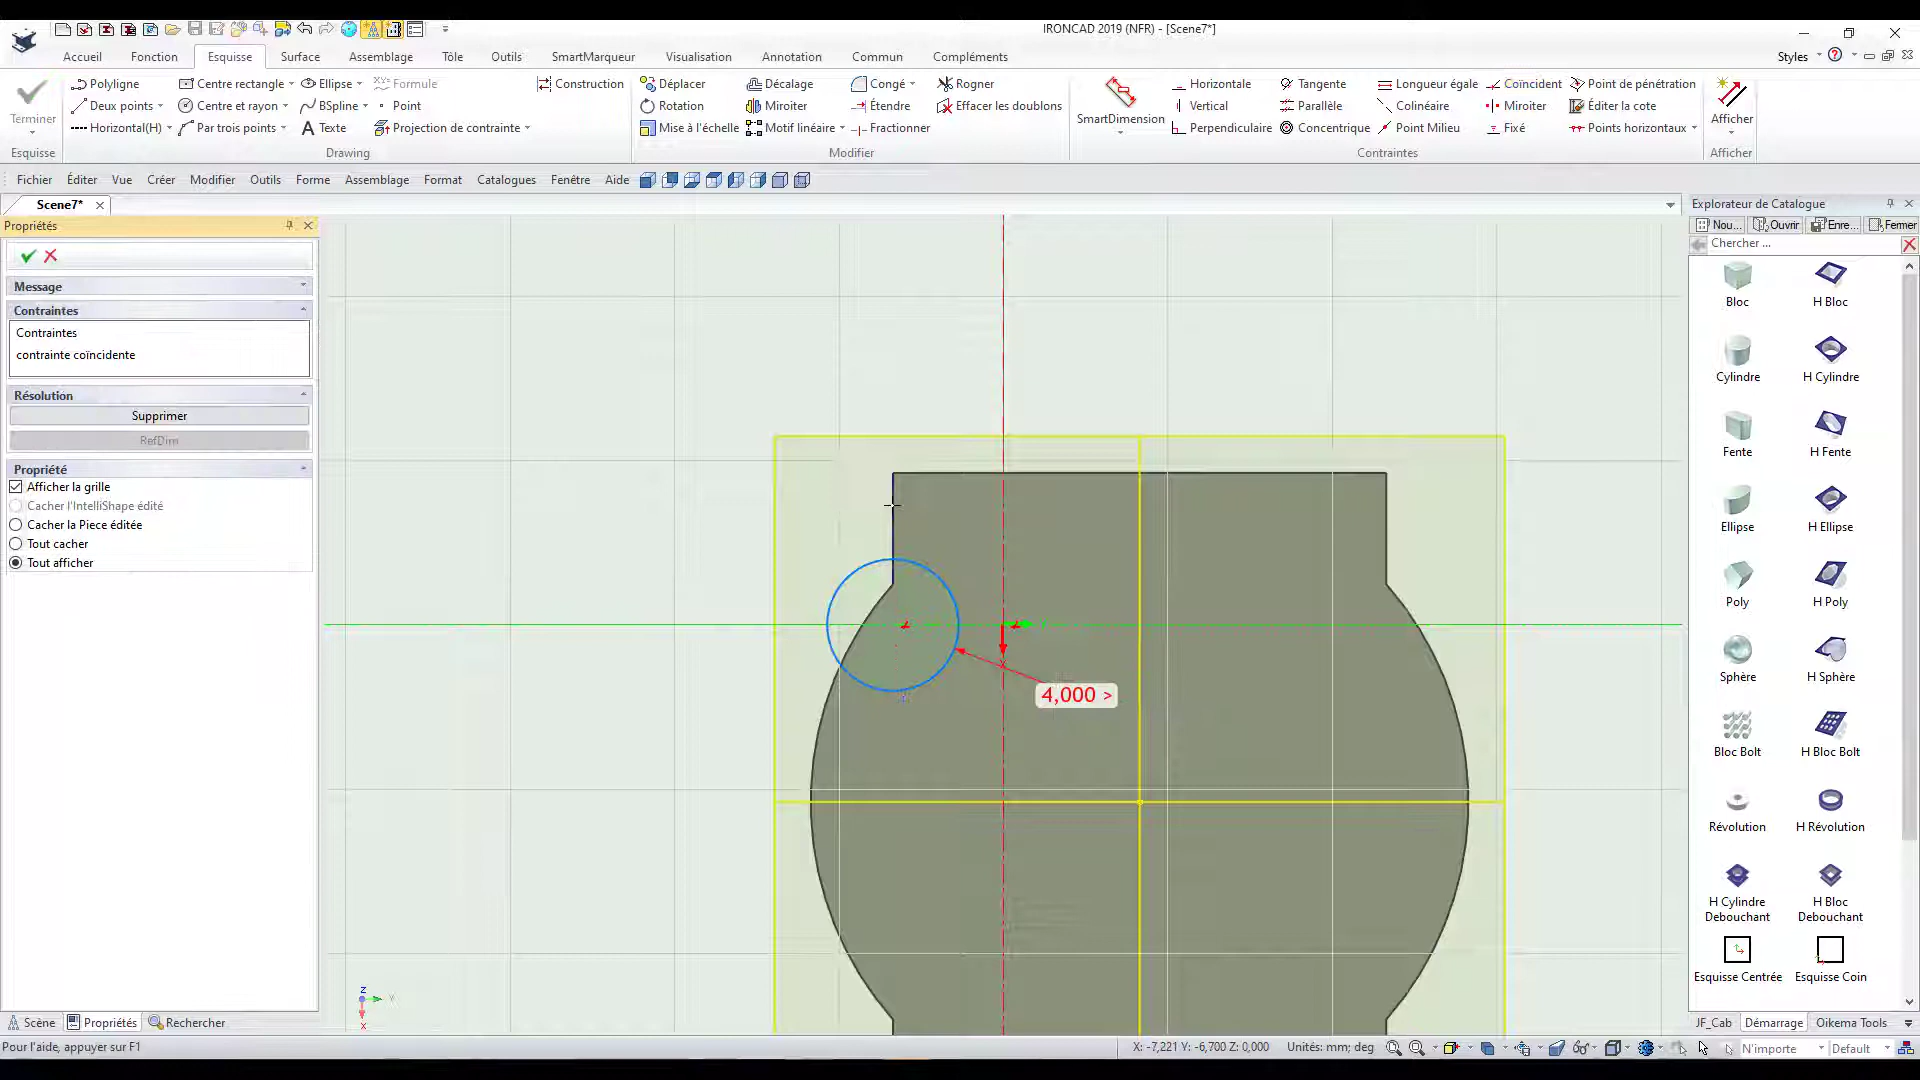 IRONCAD 2019 (NFR) - [Scene7*]
Accueil Fonction Esquisse Surface Assemblage Tôle Outils SmartMarqueur Visualisation Annotation Commun Compléments Styles
Polyligne Centre rectangle Ellipse Formule Construction Déplacer Décalage Congé Rogner Horizontale Tangente Longueur égale Coïncident Point de pénétration
Terminer Deux points Centre et rayon BSpline Point Rotation Miroiter Étendre Effacer les doublons SmartDimension Vertical Parallèle Colinéaire Miroiter Éditer la cote Afficher
Horizontal(H) Par trois points Texte Projection de contrainte Mise à l'échelle Motif linéaire Fractionner Perpendiculaire Concentrique Point Milieu Fixé Points horizontaux
Esquisse Drawing Modifier Contraintes Afficher
Fichier Éditer Vue Créer Modifier Outils Forme Assemblage Format Catalogues Fenêtre Aide
Scene7*
Propriétés
Message
Contraintes
Contraintes
contrainte coïncidente
Résolution
Supprimer
RefDim
Propriété
Afficher la grille
Cacher l'IntelliShape édité
Cacher la Piece éditée
Tout cacher
Tout afficher
4,000 >
X
Z
Y
X
Explorateur de Catalogue
Nou... Ouvrir Enre... Fermer
Chercher ...
Bloc H Bloc
Cylindre H Cylindre
Fente H Fente
Ellipse H Ellipse
Poly H Poly
Sphère H Sphère
Bloc Bolt H Bloc Bolt
Révolution H Révolution
H Cylindre Debouchant H Bloc Debouchant
Esquisse Centrée Esquisse Coin
Scène Propriétés Rechercher
JF_Cab Démarrage Oikema Tools
Pour l'aide, appuyer sur F1
X: -7,221 Y: -6,700 Z: 0,000 Unités: mm; deg N'importe Default